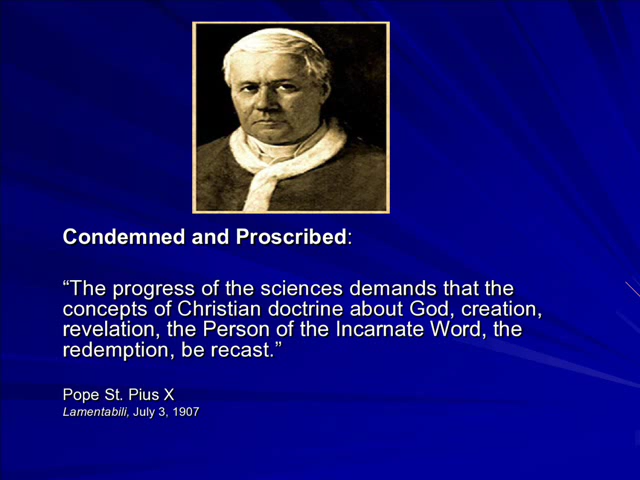 Condemned and Proscribed:
“The progress of the sciences demands that the
concepts of Christian doctrine about God, creation,
revelation, the Person of the Incarnate Word, the
redemption, be recast.”
Pope St. Pius X
Lamentabili, July 3, 1907